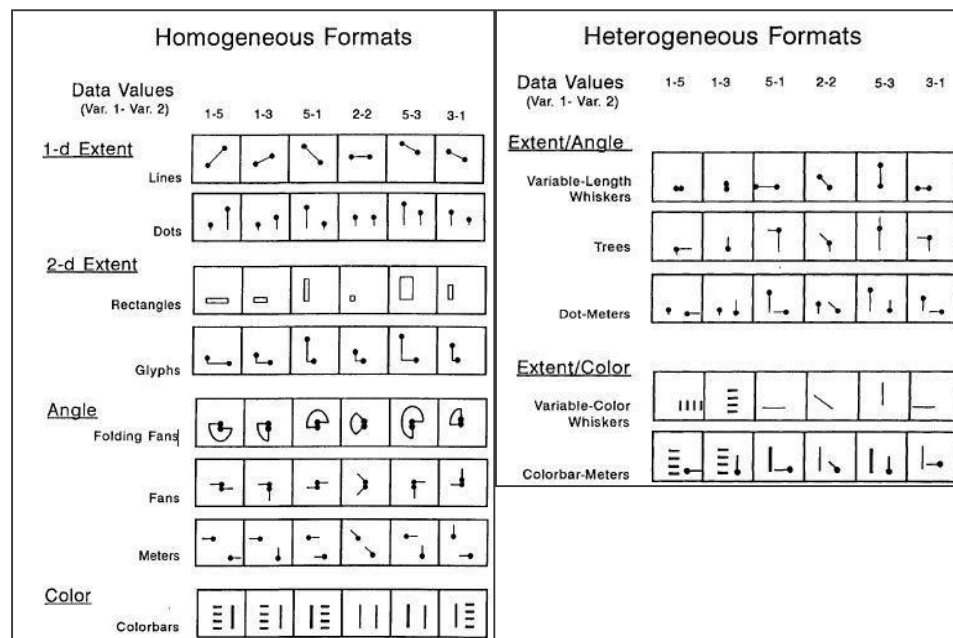 Homogeneous Formats
Data Values
(Var. 1- Var. 2)
1-5 1-3 5-1 2-2 5-3 3-1
1-d Extent
Lines
Dots
2-d Extent
Rectangles
Glyphs
Angle
Folding Fans
Fans
Meters
Color
Colorbars
Heterogeneous Formats
Data Values
(Var. 1- Var. 2)
1-5 1-3 5-1 2-2 5-3 3-1
Extent/Angle
Variable-Length
Whiskers
Trees
Dot-Meters
Extent/Color
Variable-Color
Whiskers
Colorbar-Meters